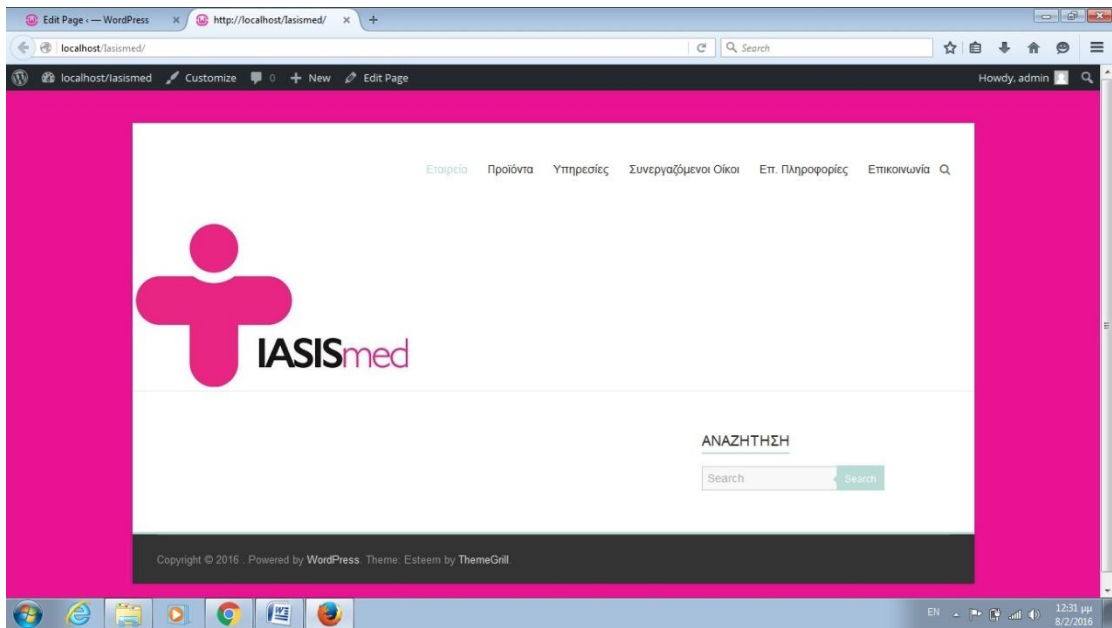 Edit Page ‹ — WordPress
http://localhost/Iasismed/
localhost/Iasismed/
Search
localhost/Iasismed Customize 0 New Edit Page
Howdy, admin
Εταιρεία Προϊόντα Υπηρεσίες Συνεργαζόμενοι Οίκοι Επ. Πληροφορίες Επικοινωνία
IASISmed
ΑΝΑΖΗΤΗΣΗ
Search Search
Copyright © 2016 . Powered by WordPress. Theme: Esteem by ThemeGrill.
EN 12:31 μμ
8/2/2016